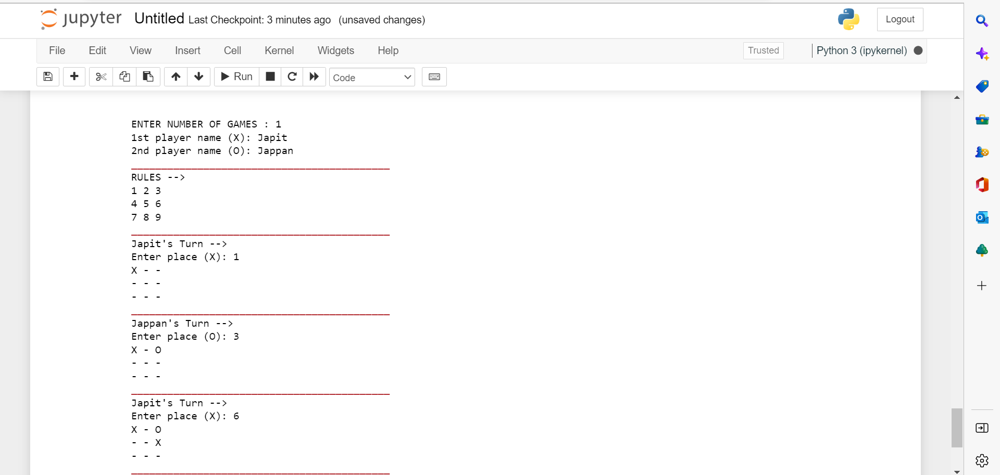 jupyter Untitled Last Checkpoint: 3 minutes ago (unsaved changes) Logout
File Edit View Insert Cell Kernel Widgets Help Trusted Python 3 (ipykernel)
Run Code
ENTER NUMBER OF GAMES : 1
1st player name (X): Japit
2nd player name (O): Jappan
___________________________________________
RULES -->
1 2 3
4 5 6
7 8 9
___________________________________________
Japit's Turn -->
Enter place (X): 1
X - -
- - -
- - -
___________________________________________
Jappan's Turn -->
Enter place (O): 3
X - O
- - -
- - -
___________________________________________
Japit's Turn -->
Enter place (X): 6
X - O
- - X
- - -
___________________________________________